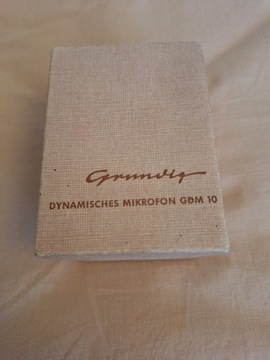 Grundig
DYNAMISCHES MIKROFON GDM 10